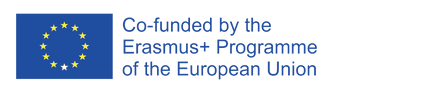 Co-funded by the
Erasmus+ Programme
of the European Union